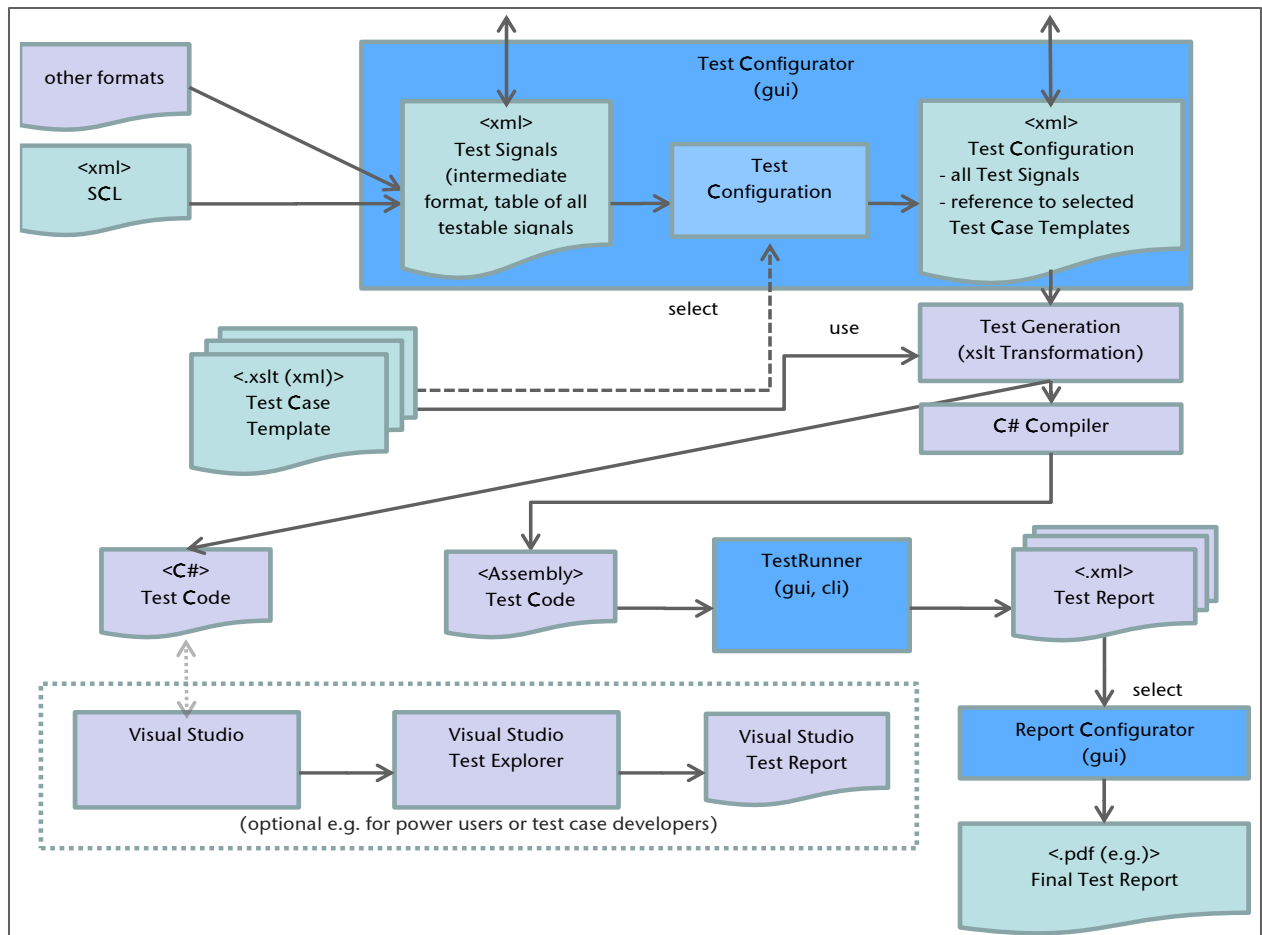 other formats
<xml>
SCL
Test Configurator
(gui)
<xml>
Test Signals
(intermediate
format, table of all
testable signals
Test
Configuration
<xml>
Test Configuration
- all Test Signals
- reference to selected
Test Case Templates
select
use
<.xslt (xml)>
Test Case
Template
Test Generation
(xslt Transformation)
C# Compiler
<C#>
Test Code
<Assembly>
Test Code
TestRunner
(gui, cli)
<.xml>
Test Report
select
Visual Studio
Visual Studio
Test Explorer
Visual Studio
Test Report
(optional e.g. for power users or test case developers)
Report Configurator
(gui)
<.pdf (e.g.)>
Final Test Report